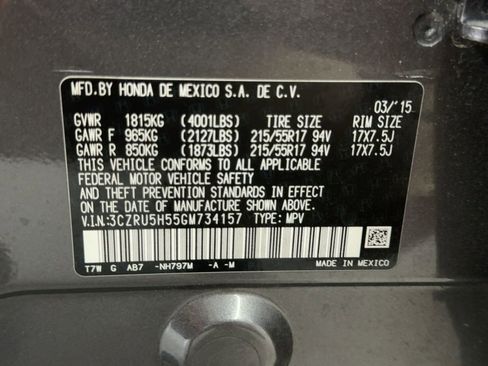 MFD.BY HONDA DE MEXICO S.A. DE C.V.
03/'15
GVWR 1815KG (4001LBS) TIRE SIZE RIM SIZE
GAWR F 965KG (2127LBS) 215/55R17 94V 17X7.5J
GAWR R 850KG (1873LBS) 215/55R17 94V 17X7.5J
THIS VEHICLE CONFORMS TO ALL APPLICABLE
FEDERAL MOTOR VEHICLE SAFETY, BUMPER,
AND THEFT PREVENTION STANDARDS IN EFFECT
ON THE DATE OF MANUFACTURE SHOWN ABOVE.
V.I.N:3CZRU5H55GM734157 TYPE: MPV
T7W G AB7 -NH797M -A -M MADE IN MEXICO